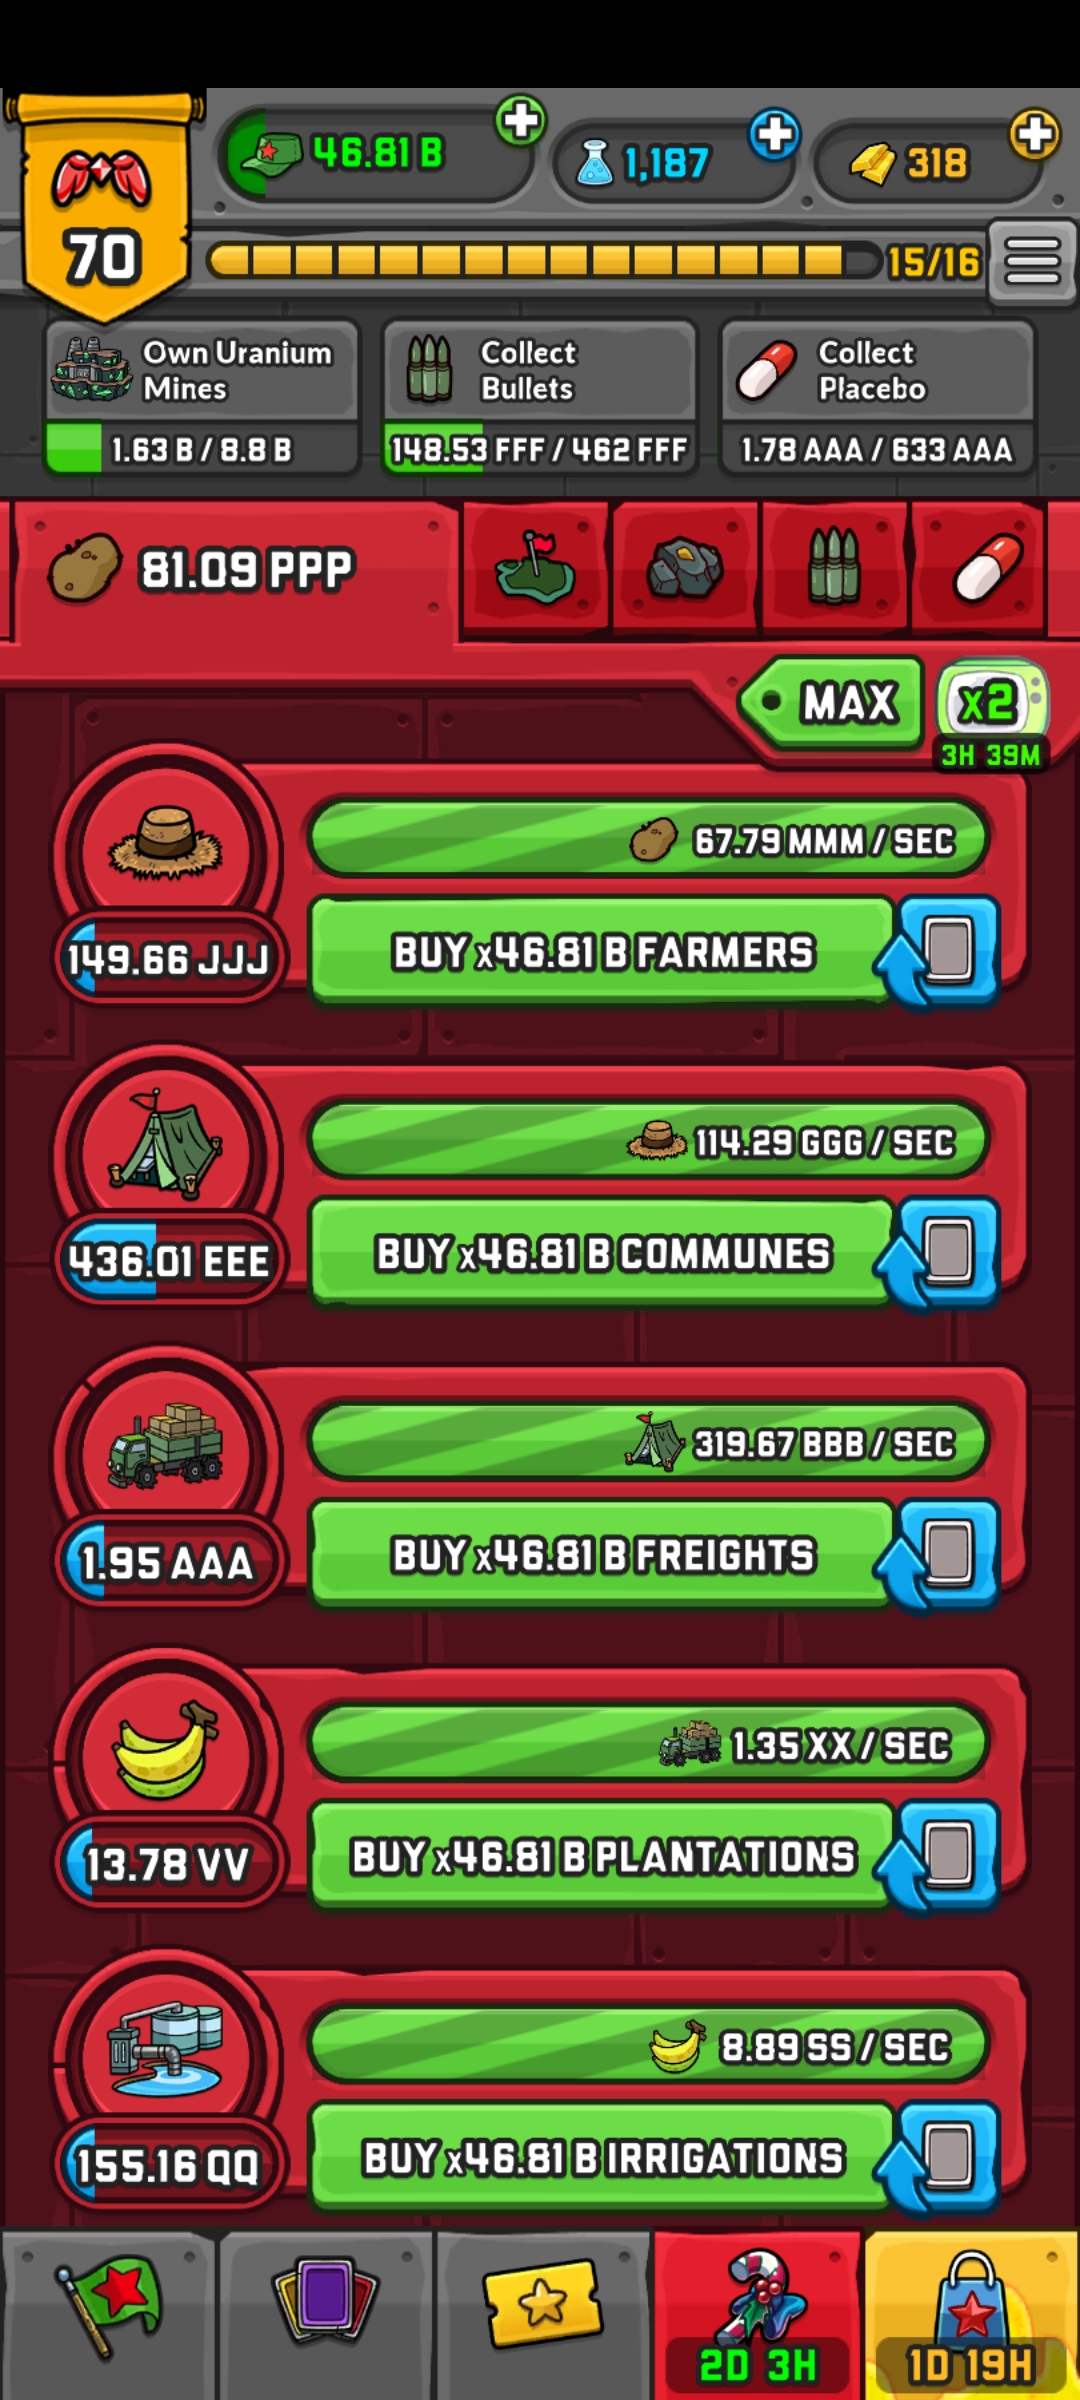 46.81 B
1,187
318
70
15/16
Own Uranium
Mines
1.63 B / 8.8 B
Collect
Bullets
148.53 FFF / 462 FFF
Collect
Placebo
1.78 AAA / 633 AAA
81.09 PPP
MAX
x2
3H 39M
67.79 MMM / SEC
149.66 JJJ
BUY x46.81 B FARMERS
114.29 GGG / SEC
436.01 EEE
BUY x46.81 B COMMUNES
319.67 BBB / SEC
1.95 AAA
BUY x46.81 B FREIGHTS
1.35 XX / SEC
13.78 VV
BUY x46.81 B PLANTATIONS
8.89 SS / SEC
155.16 QQ
BUY x46.81 B IRRIGATIONS
2D 3H
1D 19H